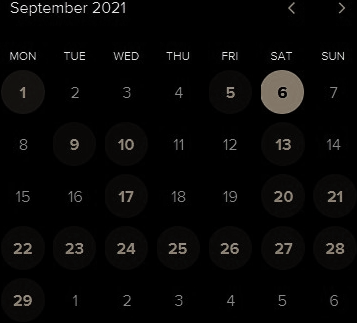 September 2021
MON TUE WED THU FRI SAT SUN
1 2 3 4 5 6 7
8 9 10 11 12 13 14
15 16 17 18 19 20 21
22 23 24 25 26 27 28
29 1 2 3 4 5 6